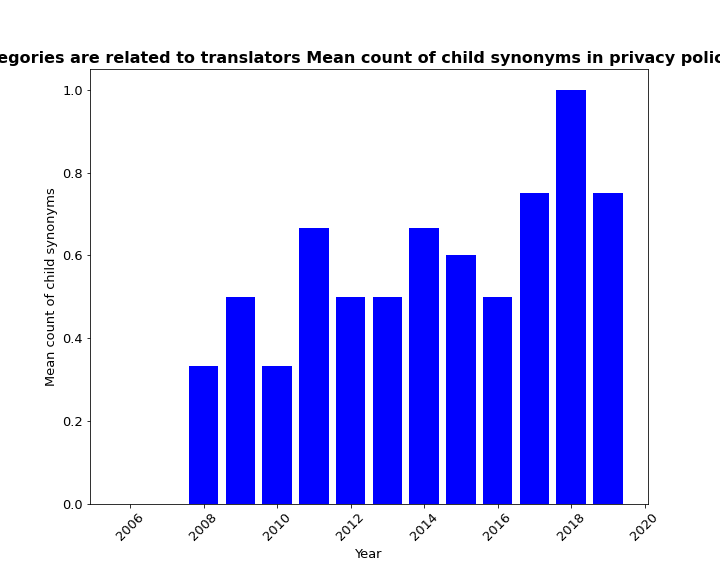 egories are related to translators Mean count of child synonyms in privacy polic
Mean count of child synonyms
1.0
0.8
0.6
0.4
0.2
0.0
2006 2008 2010 2012 2014 2016 2018 2020
Year